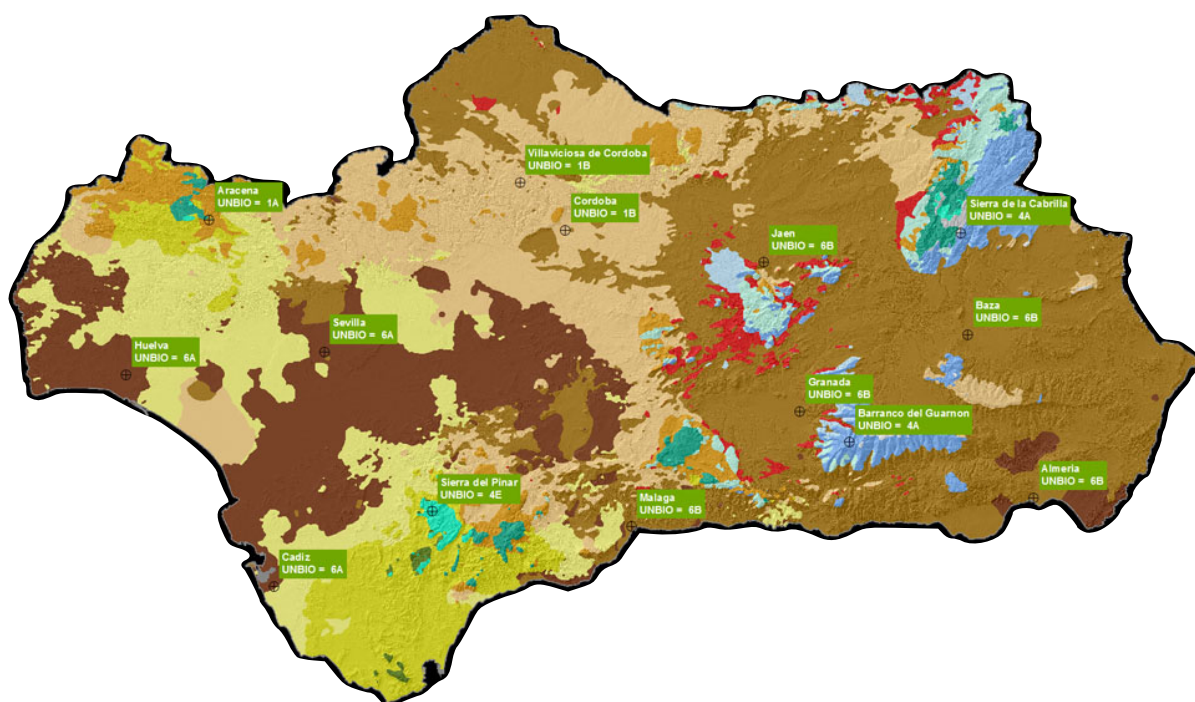 Villaviciosa de Cordoba
UNBIO = 1B
Aracena
UNBIO = 1A
Cordoba
UNBIO = 1B
Sierra de la Cabrilla
UNBIO = 4A
Jaen
UNBIO = 6B
Sevilla
UNBIO = 6A
Baza
UNBIO = 6B
Huelva
UNBIO = 6A
Granada
UNBIO = 6B
Barranco del Guarnon
UNBIO = 4A
Sierra del Pinar
UNBIO = 4E
Almeria
UNBIO = 6B
Malaga
UNBIO = 6B
Cadiz
UNBIO = 6A